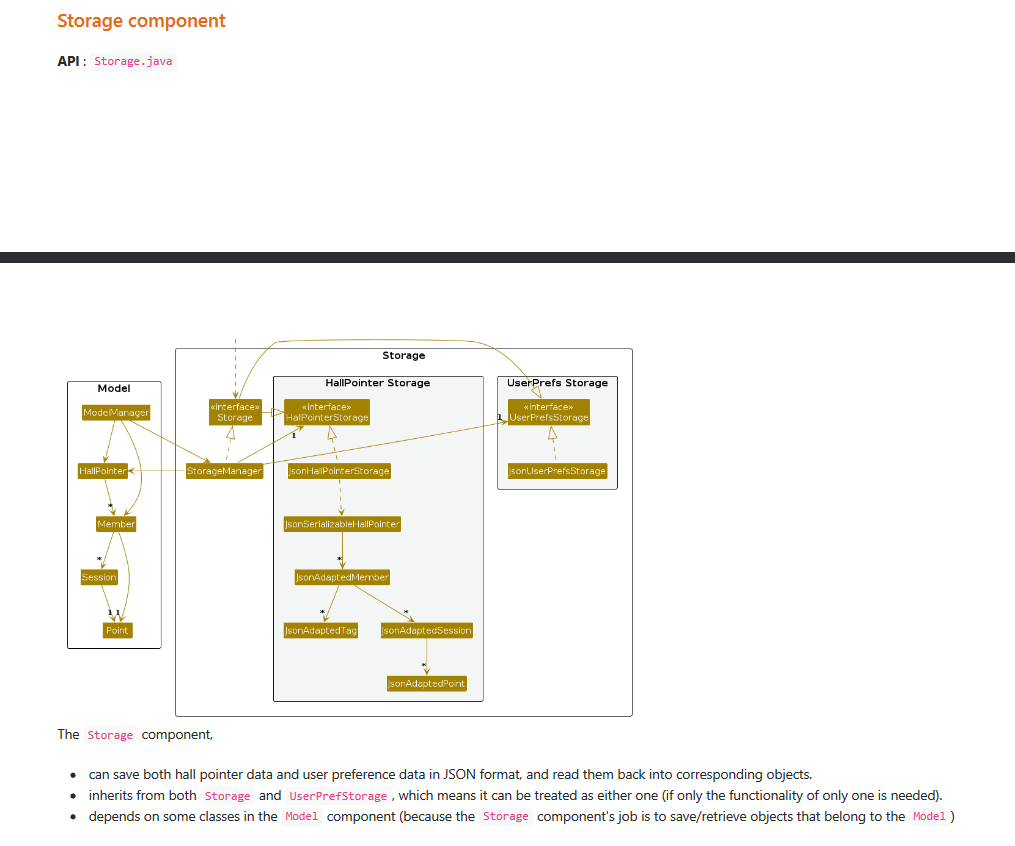 Storage component
API : Storage.java
Storage
Model
HallPointer Storage
UserPrefs Storage
ModelManager
«interface»
Storage
«interface»
HallPointerStorage
«interface»
UserPrefsStorage
1
1
HallPointer
StorageManager
JsonHallPointerStorage
JsonUserPrefsStorage
*
Member
JsonSerializableHallPointer
*
*
Session
JsonAdaptedMember
1 1
*
*
Point
JsonAdaptedTag
JsonAdaptedSession
*
JsonAdaptedPoint
The Storage component,
• can save both hall pointer data and user preference data in JSON format, and read them back into corresponding objects.
• inherits from both Storage and UserPrefStorage , which means it can be treated as either one (if only the functionality of only one is needed).
• depends on some classes in the Model component (because the Storage component's job is to save/retrieve objects that belong to the Model )